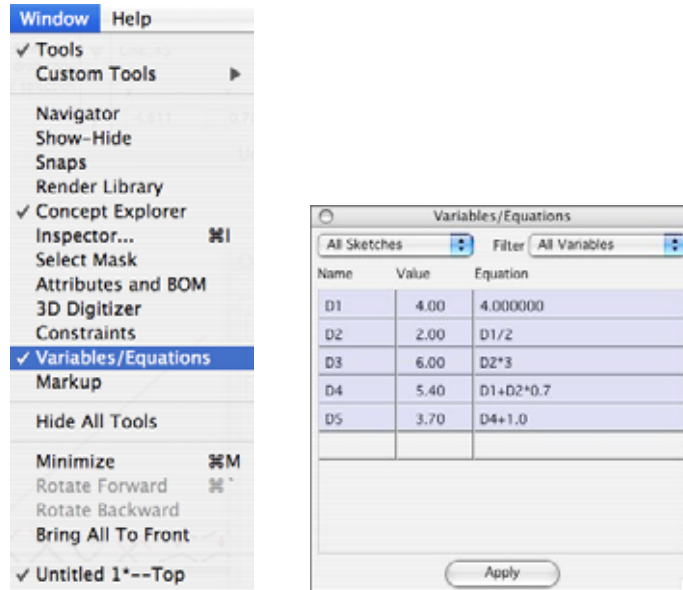 Window Help
✓ Tools
Custom Tools ▶
Navigator
Show-Hide
Snaps
Render Library
✓ Concept Explorer
Inspector... ⌘I
Select Mask
Attributes and BOM
3D Digitizer
Constraints
✓ Variables/Equations
Markup
Hide All Tools
Minimize ⌘M
Rotate Forward ⌘`
Rotate Backward
Bring All To Front
✓ Untitled 1*--Top
Variables/Equations
All Sketches Filter All Variables
Name Value Equation
D1 4.00 4.000000
D2 2.00 D1/2
D3 6.00 D2*3
D4 5.40 D1+D2*0.7
D5 3.70 D4+1.0
Apply